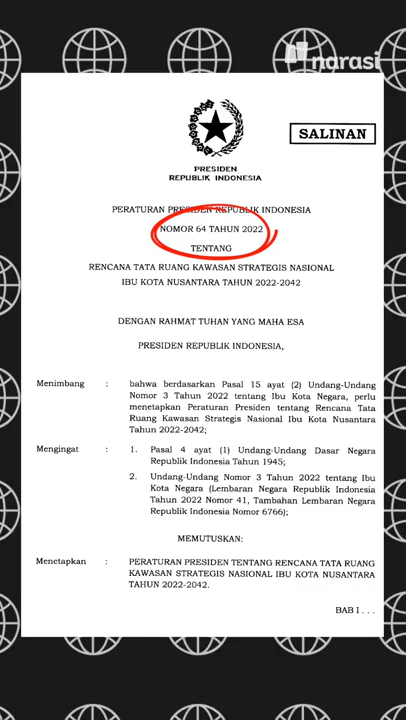 narasi
SALINAN
PRESIDEN
REPUBLIK INDONESIA
PERATURAN PRESIDEN REPUBLIK INDONESIA
NOMOR 64 TAHUN 2022
TENTANG
RENCANA TATA RUANG KAWASAN STRATEGIS NASIONAL
IBU KOTA NUSANTARA TAHUN 2022-2042
DENGAN RAHMAT TUHAN YANG MAHA ESA
PRESIDEN REPUBLIK INDONESIA,
Menimbang : bahwa berdasarkan Pasal 15 ayat (2) Undang-Undang
Nomor 3 Tahun 2022 tentang Ibu Kota Negara, perlu
menetapkan Peraturan Presiden tentang Rencana Tata
Ruang Kawasan Strategis Nasional Ibu Kota Nusantara
Tahun 2022-2042;
Mengingat : 1. Pasal 4 ayat (1) Undang-Undang Dasar Negara
Republik Indonesia Tahun 1945;
2. Undang-Undang Nomor 3 Tahun 2022 tentang Ibu
Kota Negara (Lembaran Negara Republik Indonesia
Tahun 2022 Nomor 41, Tambahan Lembaran Negara
Republik Indonesia Nomor 6766);
MEMUTUSKAN:
Menetapkan : PERATURAN PRESIDEN TENTANG RENCANA TATA RUANG
KAWASAN STRATEGIS NASIONAL IBU KOTA NUSANTARA
TAHUN 2022-2042.
BAB I . . .